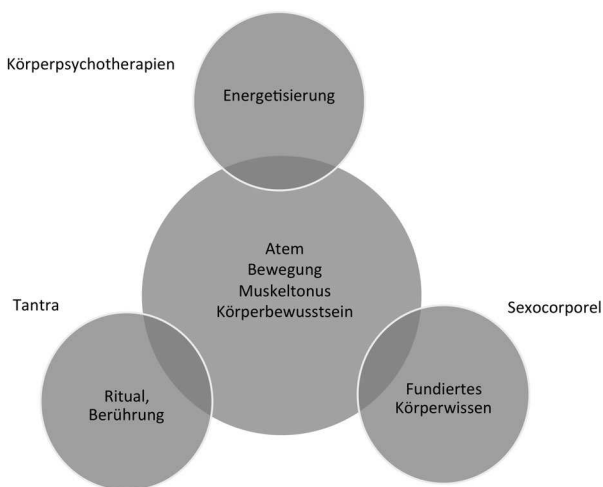 Körperpsychotherapien
Energetisierung
Atem
Bewegung
Muskeltonus
Körperbewusstsein
Tantra
Sexocorporel
Ritual,
Berührung
Fundiertes
Körperwissen